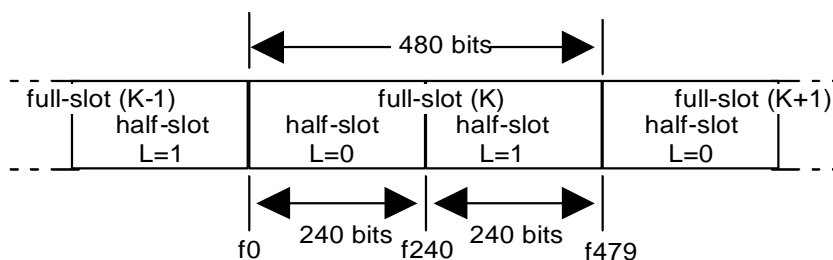 480 bits
full-slot (K-1)
full-slot (K)
full-slot (K+1)
half-slot
L=1
half-slot
L=0
half-slot
L=1
half-slot
L=0
240 bits
240 bits
f0
f240
f479